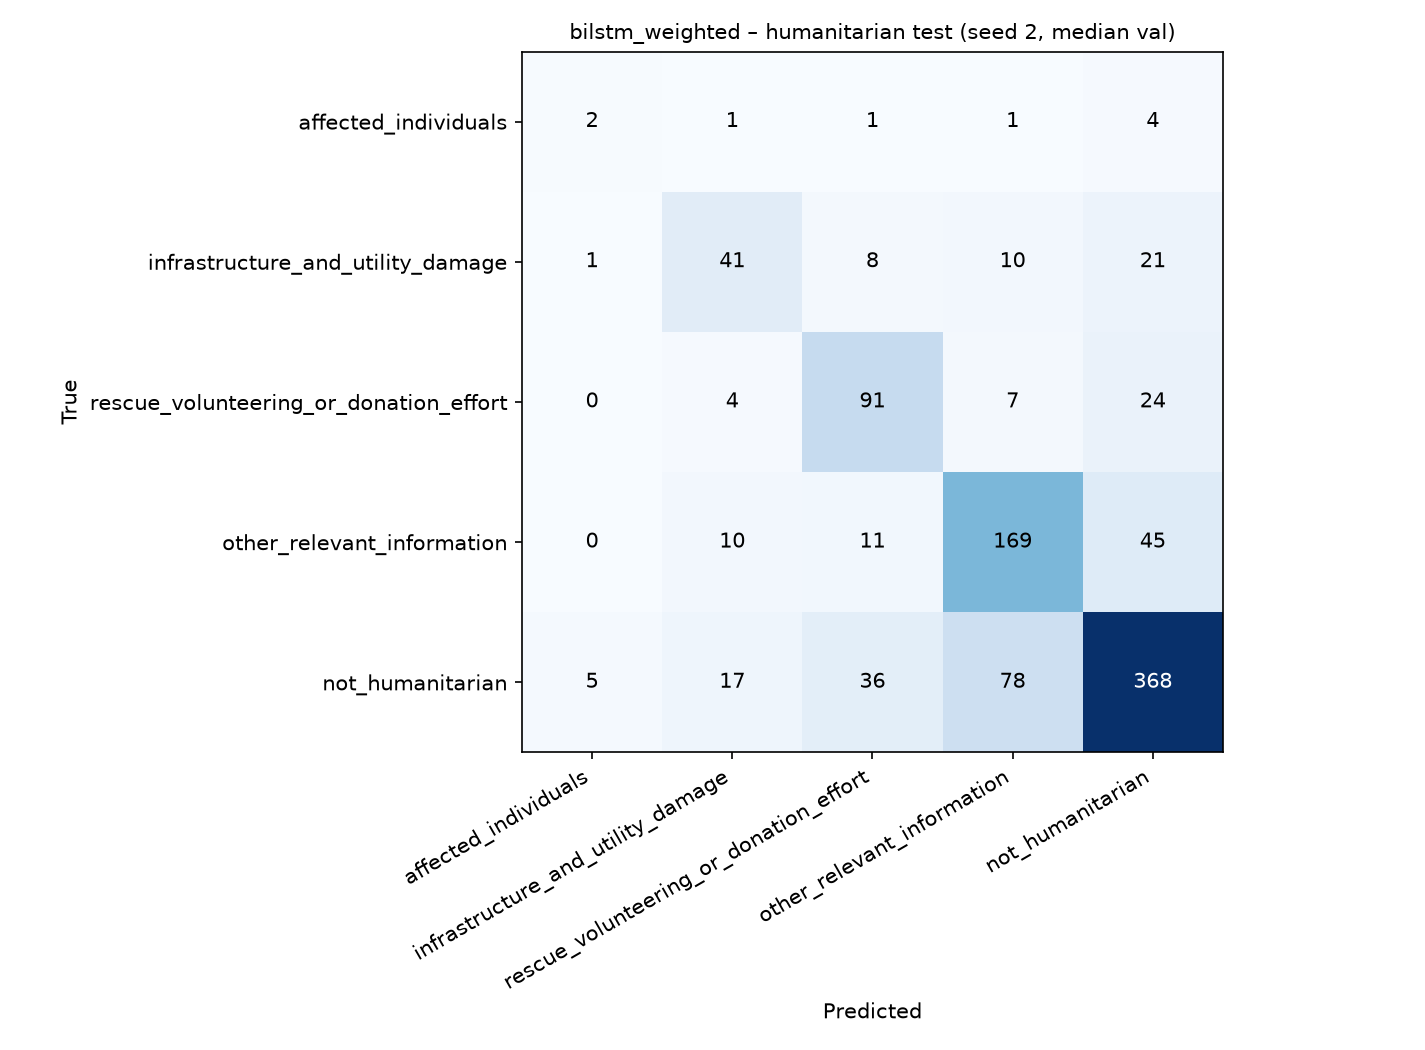 bilstm_weighted – humanitarian test (seed 2, median val)
affected_individuals 2 1 1 1 4
infrastructure_and_utility_damage 1 41 8 10 21
True
rescue_volunteering_or_donation_effort 0 4 91 7 24
other_relevant_information 0 10 11 169 45
not_humanitarian 5 17 36 78 368
affected_individuals
infrastructure_and_utility_damage
rescue_volunteering_or_donation_effort
other_relevant_information
not_humanitarian
Predicted